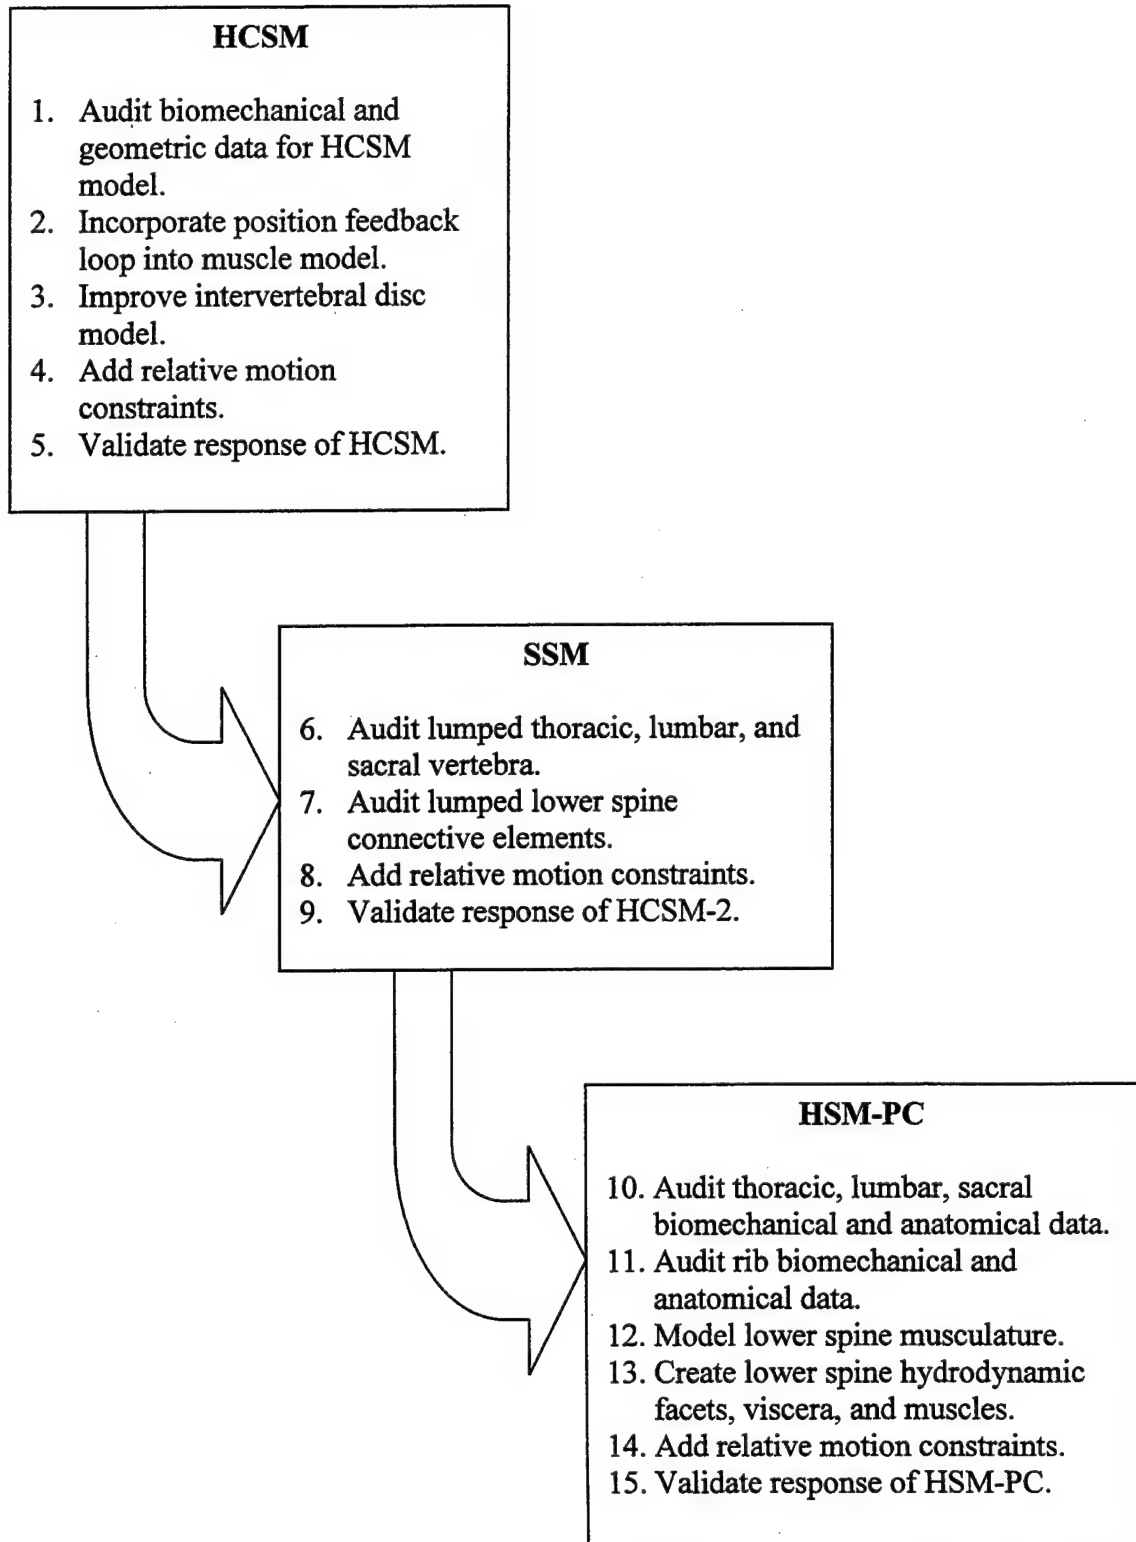 HCSM
1. Audit biomechanical and
geometric data for HCSM
model.
2. Incorporate position feedback
loop into muscle model.
3. Improve intervertebral disc
model.
4. Add relative motion
constraints.
5. Validate response of HCSM.
SSM
6. Audit lumped thoracic, lumbar, and
sacral vertebra.
7. Audit lumped lower spine
connective elements.
8. Add relative motion constraints.
9. Validate response of HCSM-2.
HSM-PC
10. Audit thoracic, lumbar, sacral
biomechanical and anatomical data.
11. Audit rib biomechanical and
anatomical data.
12. Model lower spine musculature.
13. Create lower spine hydrodynamic
facets, viscera, and muscles.
14. Add relative motion constraints.
15. Validate response of HSM-PC.